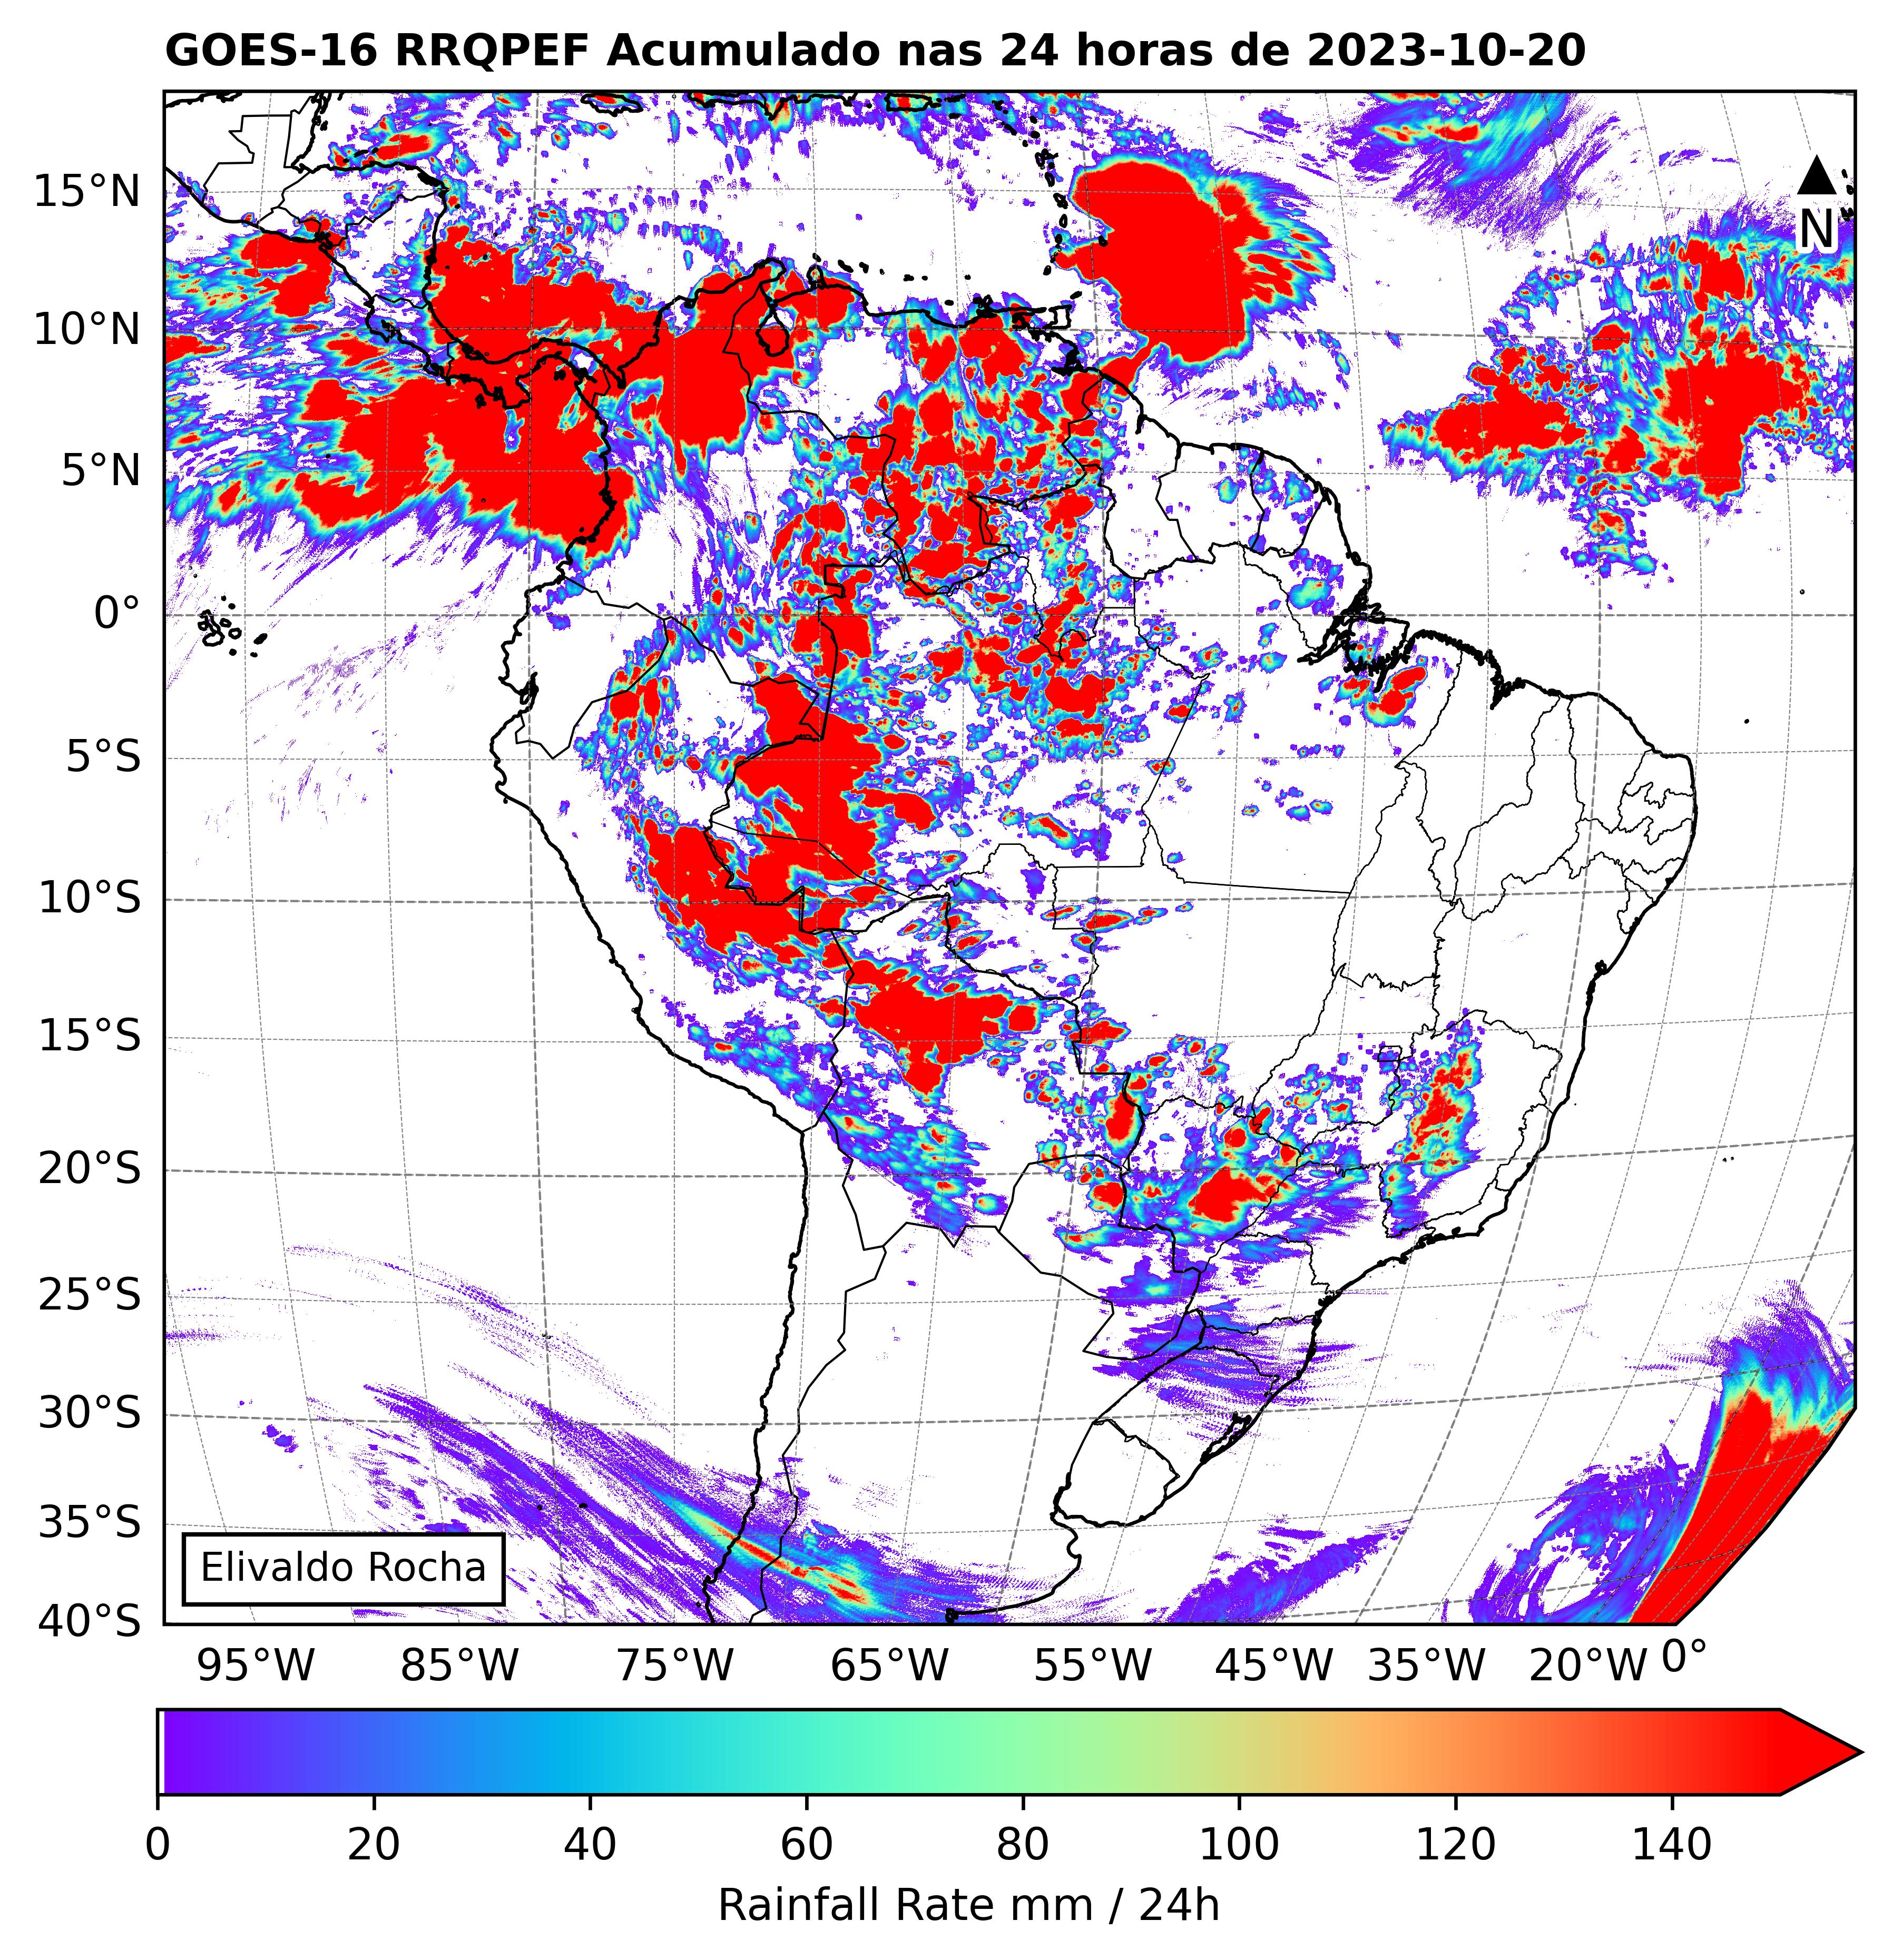 GOES-16 RRQPEF Acumulado nas 24 horas de 2023-10-20
N
15°N
10°N
5°N
0°
5°S
10°S
15°S
20°S
25°S
30°S
35°S
40°S
Elivaldo Rocha
95°W 85°W 75°W 65°W 55°W 45°W 35°W 20°W 0°
0 20 40 60 80 100 120 140
Rainfall Rate mm / 24h